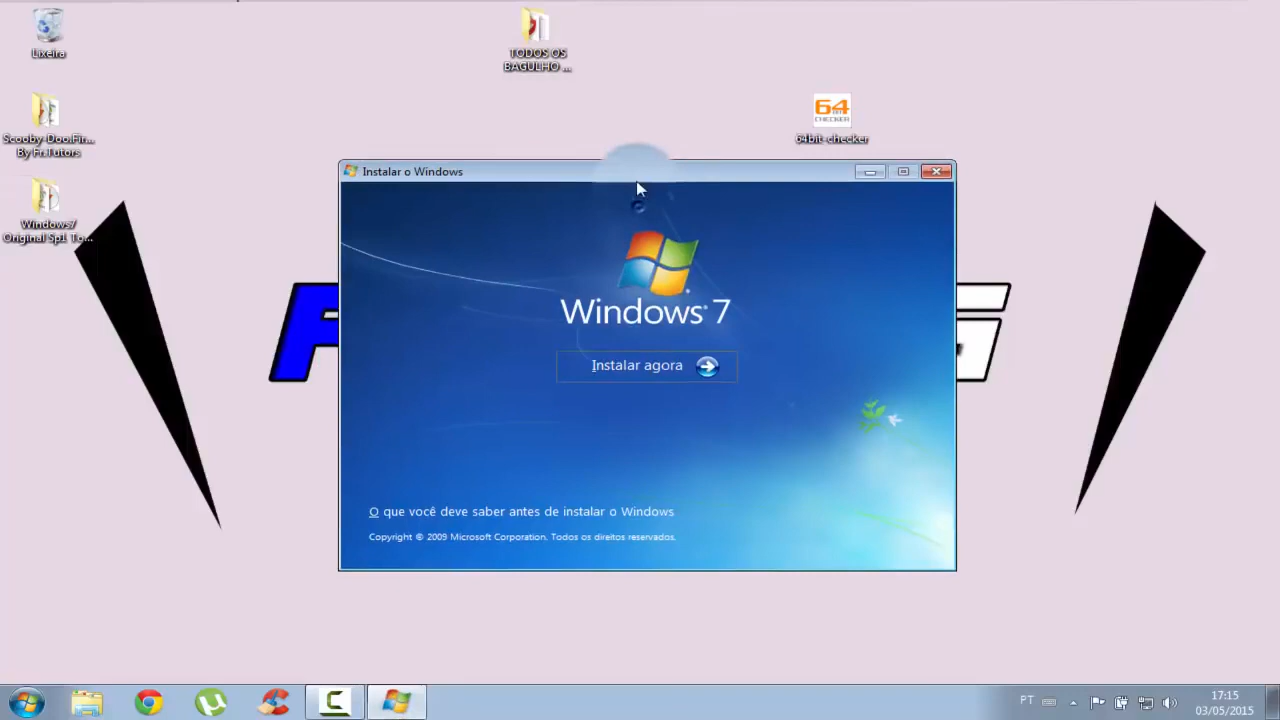 Lixeira
TODOS OS
BAGULHO ...
Scooby-Doo.Fir...
By Fr.Tutors
64
CHECKER
64bit-checker
Windows7
Original Sp1. To...
Instalar o Windows
Windows® 7
Instalar agora
O que você deve saber antes de instalar o Windows
Copyright © 2009 Microsoft Corporation. Todos os direitos reservados.
PT
17:15
03/05/2015